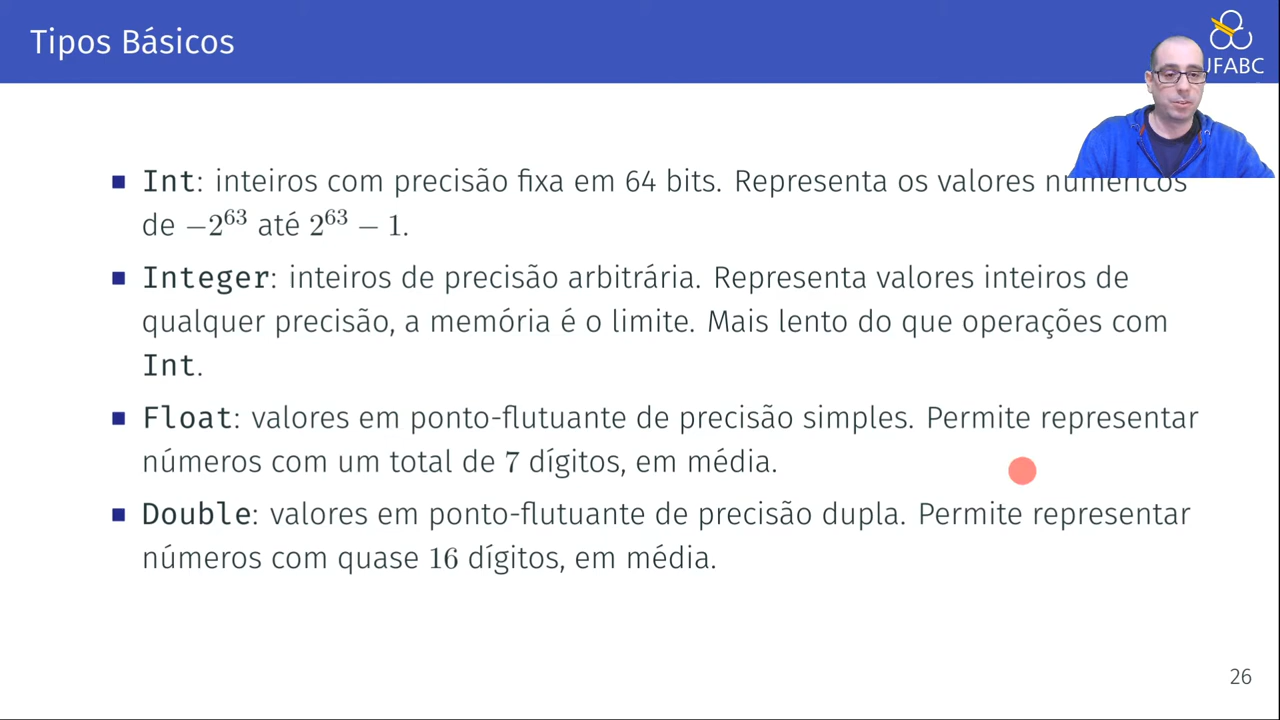 Tipos Básicos
UFABC
Int: inteiros com precisão fixa em 64 bits. Representa os valores numéricos
de −2^63 até 2^63 − 1.
Integer: inteiros de precisão arbitrária. Representa valores inteiros de
qualquer precisão, a memória é o limite. Mais lento do que operações com
Int.
Float: valores em ponto-flutuante de precisão simples. Permite representar
números com um total de 7 dígitos, em média.
Double: valores em ponto-flutuante de precisão dupla. Permite representar
números com quase 16 dígitos, em média.
26